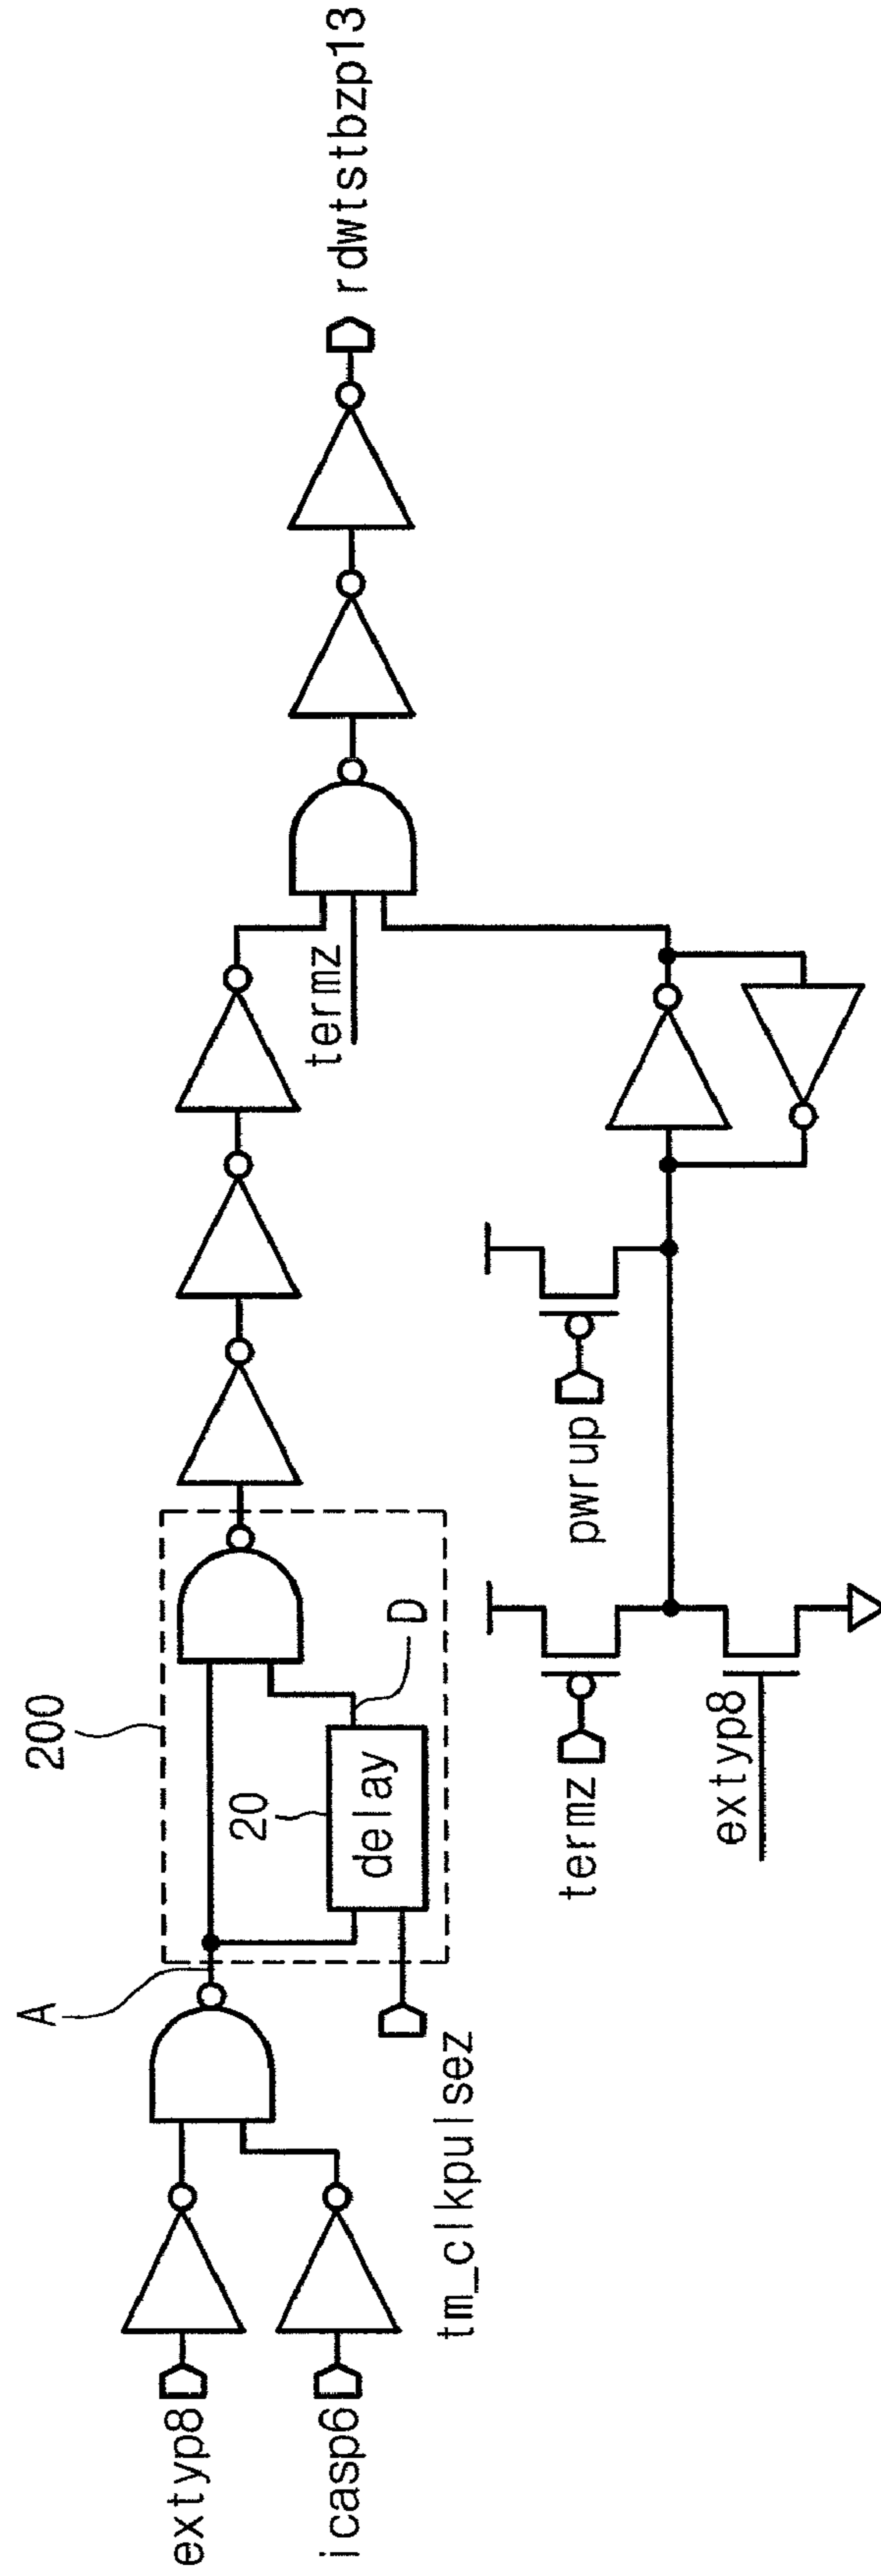 extyp8
icasp6
A
tm_clkpulsez
200
20
delay
D
termz
rdwtstbzp13
termz
extyp8
pwrup